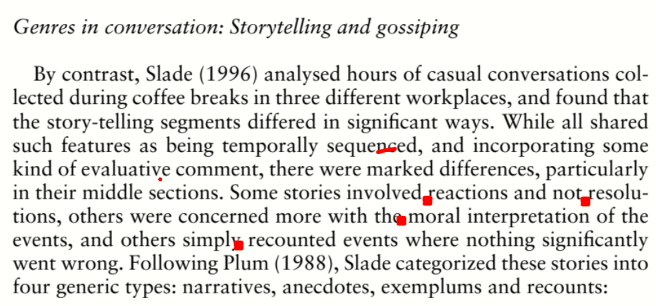 Genres in conversation: Storytelling and gossiping
By contrast, Slade (1996) analysed hours of casual conversations col-
lected during coffee breaks in three different workplaces, and found that
the story-telling segments differed in significant ways. While all shared
such features as being temporally sequenced, and incorporating some
kind of evaluative comment, there were marked differences, particularly
in their middle sections. Some stories involved reactions and not resolu-
tions, others were concerned more with the moral interpretation of the
events, and others simply recounted events where nothing significantly
went wrong. Following Plum (1988), Slade categorized these stories into
four generic types: narratives, anecdotes, exemplums and recounts: